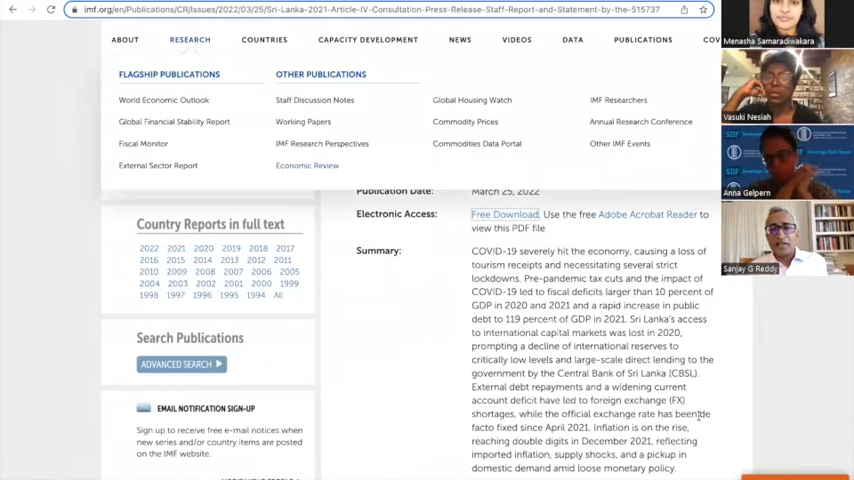 imf.org/en/Publications/CR/Issues/2022/03/25/Sri-Lanka-2021-Article-IV-Consultation-Press-Release-Staff-Report-and-Statement-by-the-515737
ABOUT RESEARCH COUNTRIES CAPACITY DEVELOPMENT NEWS VIDEOS DATA PUBLICATIONS COV
FLAGSHIP PUBLICATIONS
World Economic Outlook
Global Financial Stability Report
Fiscal Monitor
External Sector Report
OTHER PUBLICATIONS
Staff Discussion Notes
Working Papers
IMF Research Perspectives
Economic Review
Global Housing Watch
Commodity Prices
Commodities Data Portal
IMF Researchers
Annual Research Conference
Other IMF Events
Publication Date: March 25, 2022
Electronic Access: Free Download. Use the free Adobe Acrobat Reader to
view this PDF file
Summary:
COVID-19 severely hit the economy, causing a loss of
tourism receipts and necessitating several strict
lockdowns. Pre-pandemic tax cuts and the impact of
COVID-19 led to fiscal deficits larger than 10 percent of
GDP in 2020 and 2021 and a rapid increase in public
debt to 119 percent of GDP in 2021. Sri Lanka's access
to international capital markets was lost in 2020,
prompting a decline of international reserves to
critically low levels and large-scale direct lending to the
government by the Central Bank of Sri Lanka (CBSL).
External debt repayments and a widening current
account deficit have led to foreign exchange (FX)
shortages, while the official exchange rate has been de
facto fixed since April 2021. Inflation is on the rise,
reaching double digits in December 2021, reflecting
imported inflation, supply shocks, and a pickup in
domestic demand amid loose monetary policy.
Country Reports in full text
2022 2021 2020 2019 2018 2017
2016 2015 2014 2013 2012 2011
2010 2009 2008 2007 2006 2005
2004 2003 2002 2001 2000 1999
1998 1997 1996 1995 1994 All
Search Publications
ADVANCED SEARCH
EMAIL NOTIFICATION SIGN-UP
Sign up to receive free e-mail notices when
new series and/or country items are posted
on the IMF website.
Menasha Samaradiwakara
Vasuki Nesiah
Anna Gelpern
Sanjay G Reddy